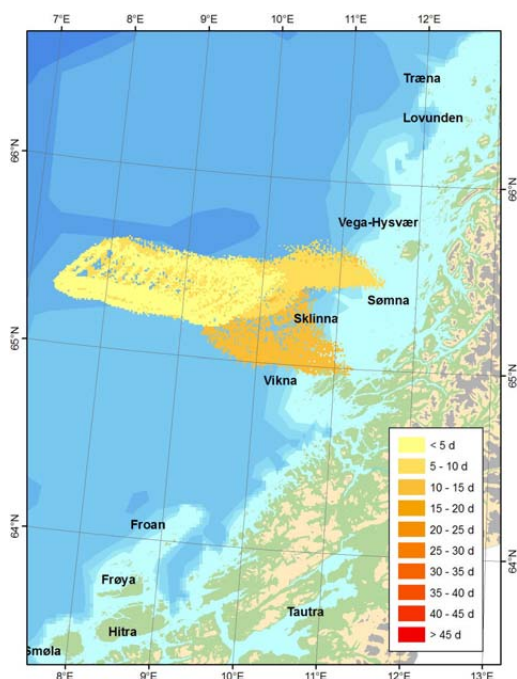 7°E 8°E 9°E 10°E 11°E 12°E
Træna
Lovunden
66°N
66°N
Vega-Hysvær
Sømna
Sklinna
65°N
65°N
Vikna
< 5 d
5 - 10 d
10 - 15 d
15 - 20 d
20 - 25 d
25 - 30 d
30 - 35 d
35 - 40 d
40 - 45 d
> 45 d
64°N
64°N
Froan
Frøya
Tautra
Hitra
Smøla
8°E 9°E 10°E 11°E 12°E 13°E